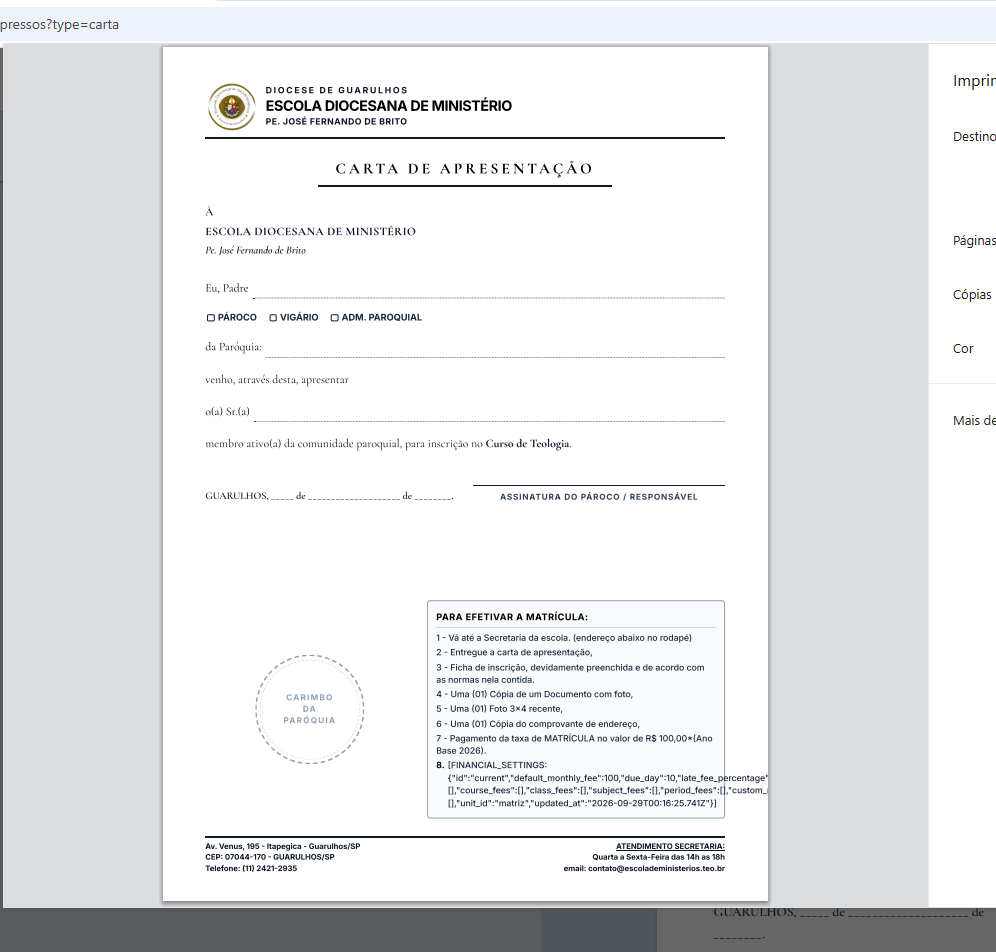 pressos?type=carta
Imprir
Destino
Páginas
Cópias
Cor
Mais de
DIOCESE DE GUARULHOS
ESCOLA DIOCESANA DE MINISTÉRIO
PE. JOSÉ FERNANDO DE BRITO
CARTA DE APRESENTAÇÃO
À
ESCOLA DIOCESANA DE MINISTÉRIO
Pe. José Fernando de Brito
Eu, Padre
PÁROCO VIGÁRIO ADM. PAROQUIAL
da Paróquia:
venho, através desta, apresentar
o(a) Sr.(a)
membro ativo(a) da comunidade paroquial, para inscrição no Curso de Teologia.
GUARULHOS, _____ de ____________________ de ________.
ASSINATURA DO PÁROCO / RESPONSÁVEL
CARIMBO
DA
PARÓQUIA
PARA EFETIVAR A MATRÍCULA:
1 - Vá até a Secretaria da escola. (endereço abaixo no rodapé)
2 - Entregue a carta de apresentação,
3 - Ficha de inscrição, devidamente preenchida e de acordo com
as normas nela contida.
4 - Uma (01) Cópia de um Documento com foto,
5 - Uma (01) Foto 3×4 recente,
6 - Uma (01) Cópia do comprovante de endereço,
7 - Pagamento da taxa de MATRÍCULA no valor de R$ 100,00*(Ano
Base 2026).
8. [FINANCIAL_SETTINGS:
{"id":"current","default_monthly_fee":100,"due_day":10,"late_fee_percentage"
[],"course_fees":[],"class_fees":[],"subject_fees":[],"period_fees":[],"custom_
[],"unit_id":"matriz","updated_at":"2026-09-29T00:16:25.741Z"}]
Av. Venus, 195 - Itapegica - Guarulhos/SP
CEP: 07044-170 - GUARULHOS/SP
Telefone: (11) 2421-2935
ATENDIMENTO SECRETARIA:
Quarta a Sexta-Feira das 14h as 18h
email: contato@escoladeministerios.teo.br
GUARULHOS, _____ de ____________________ de
________.